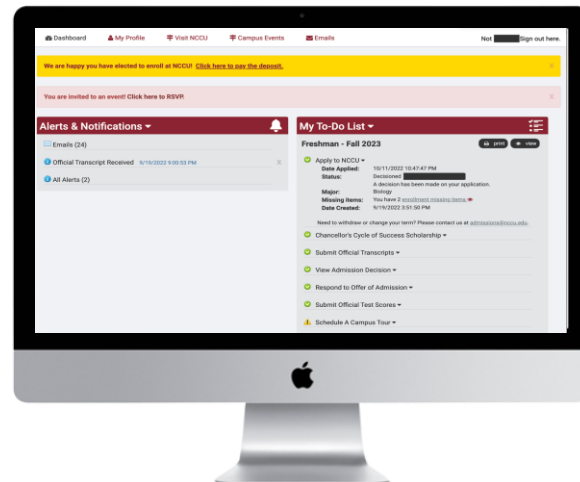 Dashboard My Profile Visit NCCU Campus Events Emails Not Sign out here.
We are happy you have elected to enroll at NCCU! Click here to pay the deposit. ×
You are invited to an event! Click here to RSVP. ×
Alerts & Notifications
Emails (24)
Official Transcript Received 9/19/2022 9:00:03 PM ×
All Alerts (2)
My To-Do List
Freshman - Fall 2023 print view
Apply to NCCU
Date Applied: 10/11/2022 10:47:47 PM
Status: Decisioned
A decision has been made on your application.
Major: Biology
Missing Items: You have 2 enrollment missing items.
Date Created: 9/19/2022 3:51:50 PM
Need to withdraw or change your term? Please contact us at admissions@nccu.edu.
Chancellor's Cycle of Success Scholarship
Submit Official Transcripts
View Admission Decision
Respond to Offer of Admission
Submit Official Test Scores
Schedule A Campus Tour